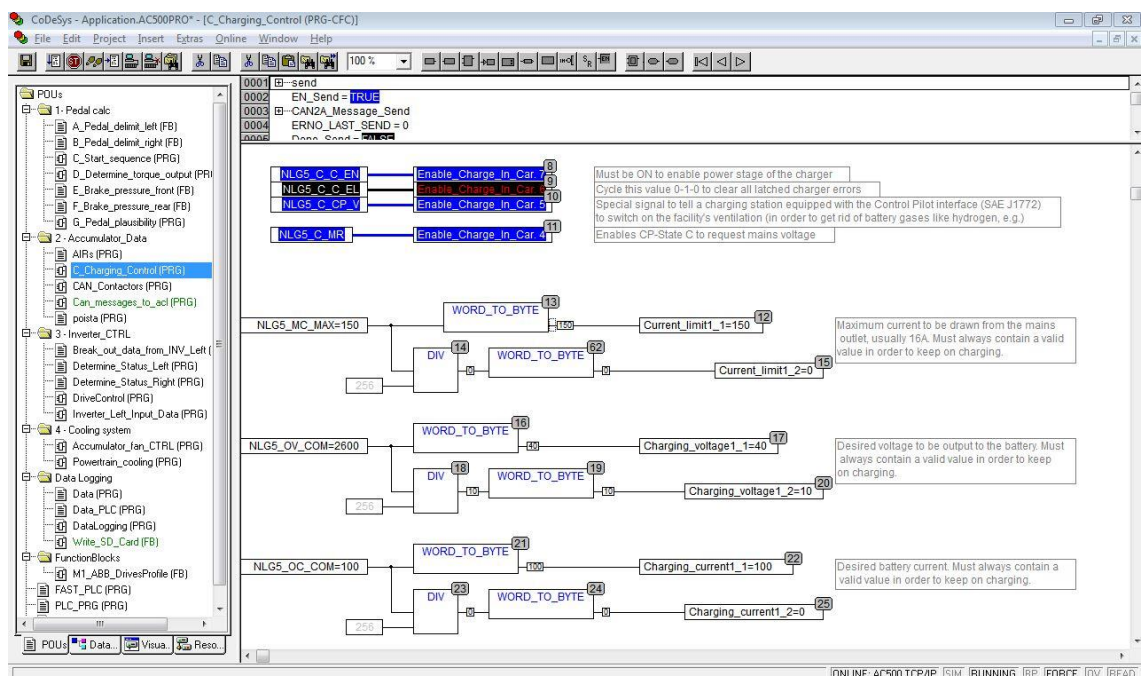 CoDeSys - Application.AC500PRO* - [C_Charging_Control (PRG-CFC)]
File Edit Project Insert Extras Online Window Help
100 %
POUs
1- Pedal calc
A_Pedal_delimit_left (FB)
B_Pedal_delimit_right (FB)
C_Start_sequence (PRG)
D_Determine_torque_output (PR
E_Brake_pressure_front (FB)
F_Brake_pressure_rear (FB)
G_Pedal_plausibility (PRG)
2 - Accumulator_Data
AIRs (PRG)
C_Charging_Control (PRG)
CAN_Contactors (PRG)
Can_messages_to_acl (PRG)
poista (PRG)
3 - Inverter_CTRL
Break_out_data_from_INV_Left (
Determine_Status_Left (PRG)
Determine_Status_Right (PRG)
DriveControl (PRG)
Inverter_Left_Input_Data (PRG)
4 - Cooling system
Accumulator_fan_CTRL (PRG)
Powertrain_cooling (PRG)
Data Logging
Data (PRG)
Data_PLC (PRG)
DataLogging (PRG)
Write_SD_Card (FB)
FunctionBlocks
M1_ABB_DrivesProfile (FB)
FAST_PLC (PRG)
PLC_PRG (PRG)
POUs Data... Visua.. Reso...
0001 send
0002 EN_Send = TRUE
0003 CAN2A_Message_Send
0004 ERNO_LAST_SEND = 0
0005 Done_Send = FALSE
NLG5_C_C_EN Enable_Charge_In_Car. 7 8
Must be ON to enable power stage of the charger
NLG5_C_C_EL Enable_Charge_In_Car. 6 9
Cycle this value 0-1-0 to clear all latched charger errors
NLG5_C_CP_V Enable_Charge_In_Car. 5 10
Special signal to tell a charging station equipped with the Control Pilot interface (SAE J1772)
to switch on the facility's ventilation (in order to get rid of battery gases like hydrogen, e.g.)
NLG5_C_MR Enable_Charge_In_Car. 4 11
Enables CP-State C to request mains voltage
WORD_TO_BYTE 13
NLG5_MC_MAX=150 150 Current_limit1_1=150 12
DIV 14 WORD_TO_BYTE 62
256 0 0 Current_limit1_2=0 15
Maximum current to be drawn from the mains
outlet, usually 16A. Must always contain a valid
value in order to keep on charging.
WORD_TO_BYTE 16
NLG5_OV_COM=2600 40 Charging_voltage1_1=40 17
DIV 18 WORD_TO_BYTE 19
256 10 10 Charging_voltage1_2=10 20
Desired voltage to be output to the battery. Must
always contain a valid value in order to keep
on charging.
WORD_TO_BYTE 21
NLG5_OC_COM=100 100 Charging_current1_1=100 22
DIV 23 WORD_TO_BYTE 24
256 0 0 Charging_current1_2=0 25
Desired battery current. Must always contain a
valid value in order to keep on charging.
ONLINE: AC500 TCP/IP SIM RUNNING BP FORCE OV READ